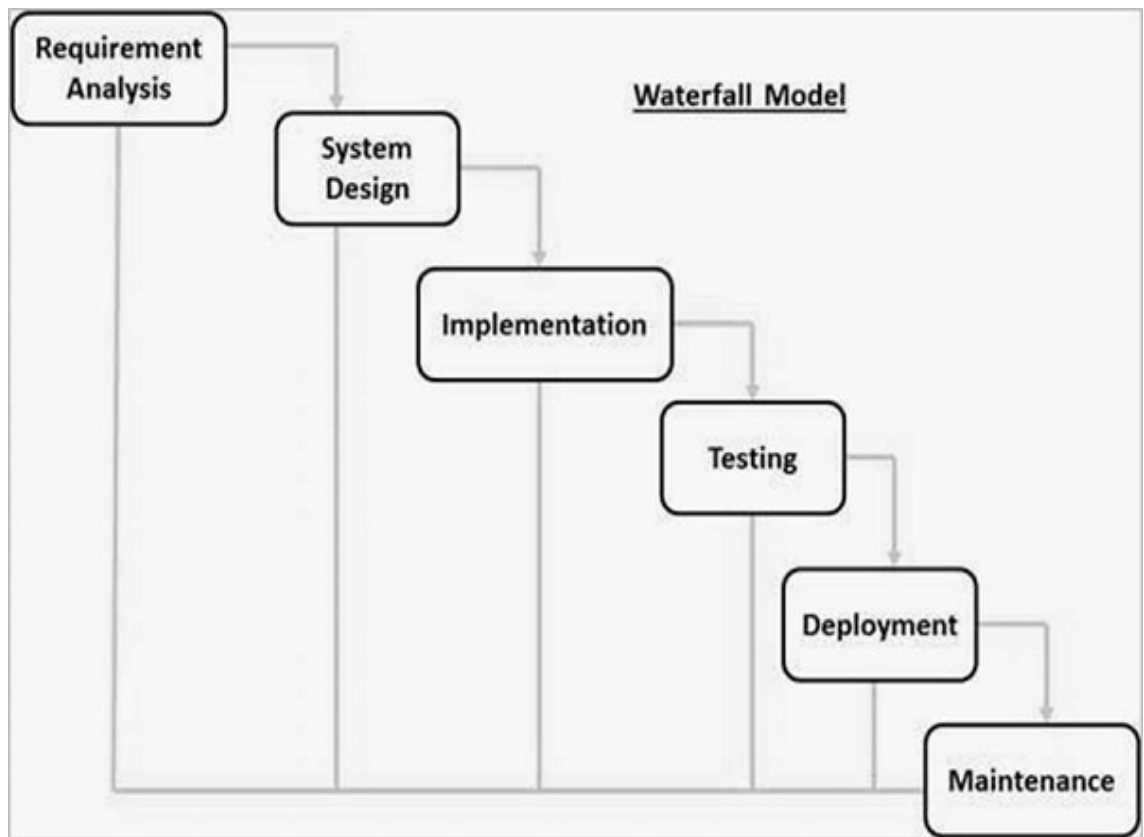 Requirement
Analysis
Waterfall Model
System
Design
Implementation
Testing
Deployment
Maintenance